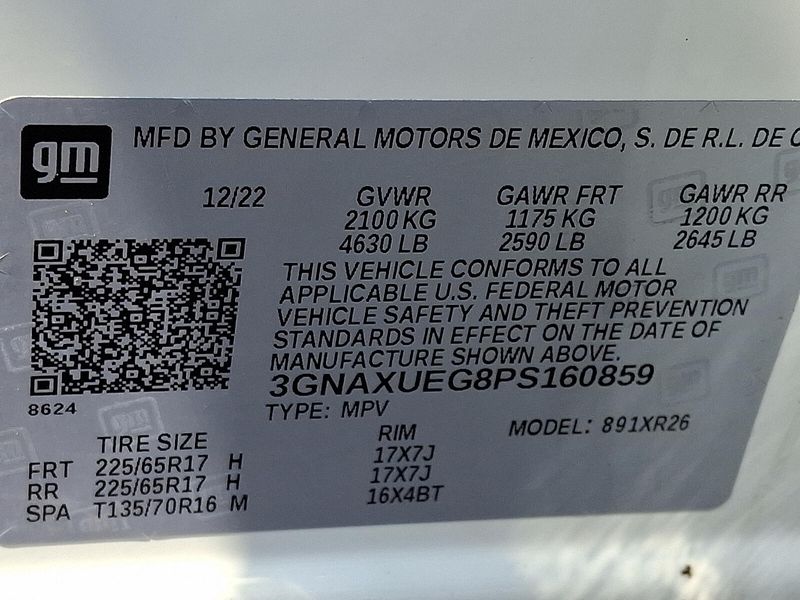 gm
MFD BY GENERAL MOTORS DE MEXICO, S. DE R.L. DE
12/22 GVWR GAWR FRT GAWR RR
2100 KG 1175 KG 1200 KG
4630 LB 2590 LB 2645 LB
THIS VEHICLE CONFORMS TO ALL
APPLICABLE U.S. FEDERAL MOTOR
VEHICLE SAFETY AND THEFT PREVENTION
STANDARDS IN EFFECT ON THE DATE OF
MANUFACTURE SHOWN ABOVE.
3GNAXUEG8PS160859
8624
TYPE: MPV MODEL: 891XR26
TIRE SIZE RIM
FRT 225/65R17 H 17X7J
RR 225/65R17 H 17X7J
SPA T135/70R16 M 16X4BT